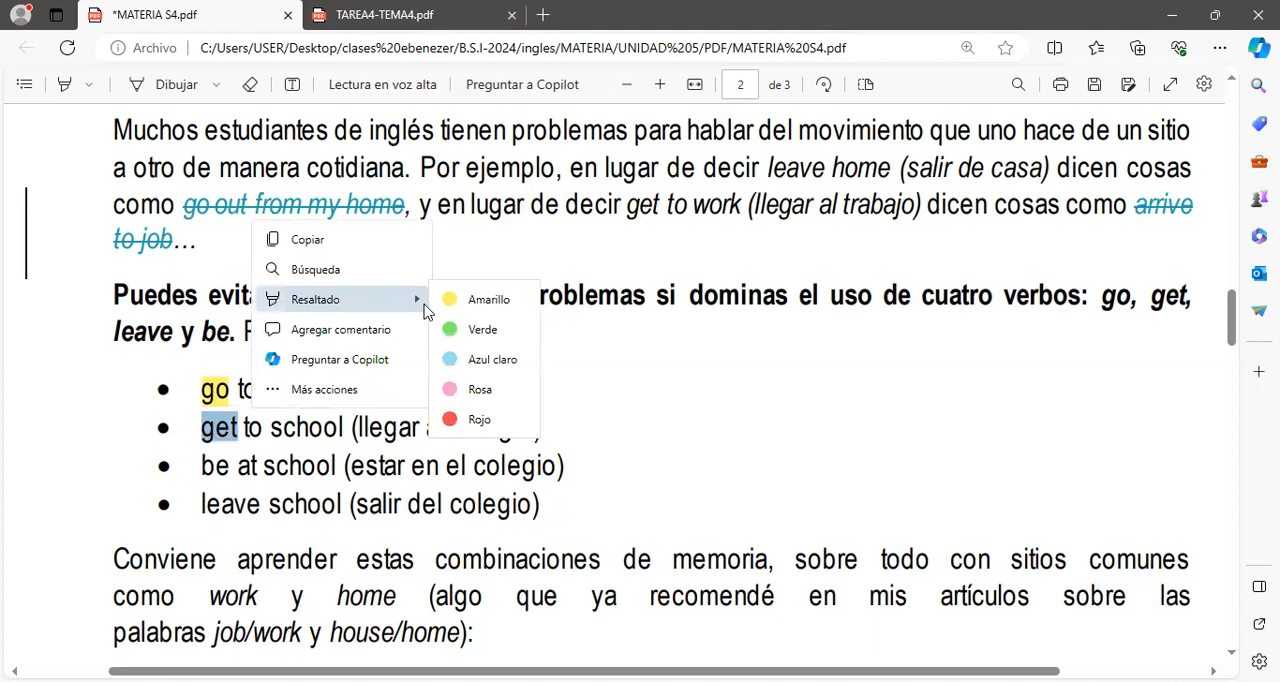 *MATERIA S4.pdf
TAREA4-TEMA4.pdf
Archivo
C:/Users/USER/Desktop/clases%20ebenezer/B.S.I-2024/ingles/MATERIA/UNIDAD%205/PDF/MATERIA%20S4.pdf
Dibujar
Lectura en voz alta
Preguntar a Copilot
2
de 3
Muchos estudiantes de inglés tienen problemas para hablar del movimiento que uno hace de un sitio
a otro de manera cotidiana. Por ejemplo, en lugar de decir leave home (salir de casa) dicen cosas
como go out from my home, y en lugar de decir get to work (llegar al trabajo) dicen cosas como arrive
to job…
Copiar
Búsqueda
Resaltado
Agregar comentario
Preguntar a Copilot
Más acciones
Amarillo
Verde
Azul claro
Rosa
Rojo
Puedes roblemas si dominas el uso de cuatro verbos: go, get,
leave y be.
go
get to school (llegar
be at school (estar en el colegio)
leave school (salir del colegio)
Conviene aprender estas combinaciones de memoria, sobre todo con sitios comunes
como work y home (algo que ya recomendé en mis artículos sobre las
palabras job/work y house/home):